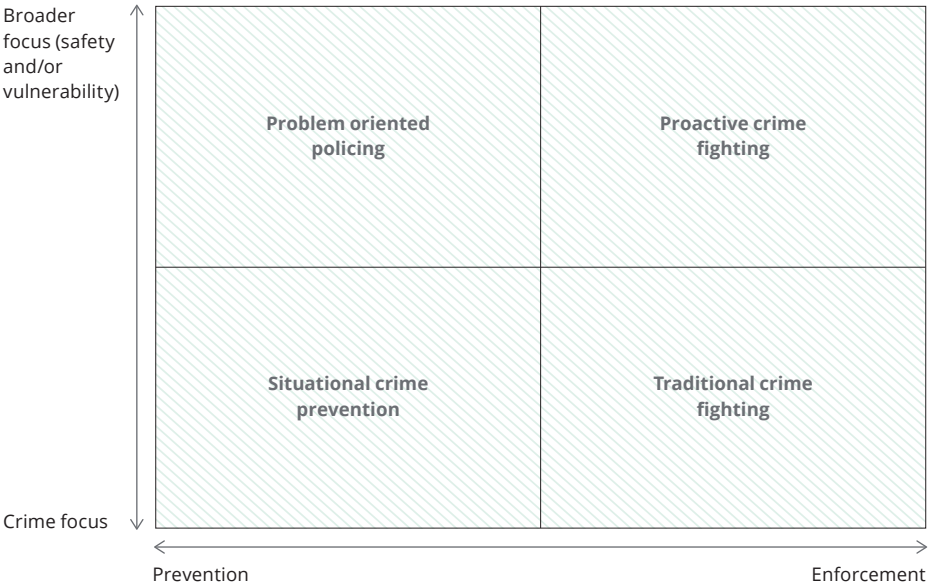 Broader
focus (safety
and/or
vulnerability)
Problem oriented
policing
Proactive crime
fighting
Situational crime
prevention
Traditional crime
fighting
Crime focus
Prevention
Enforcement